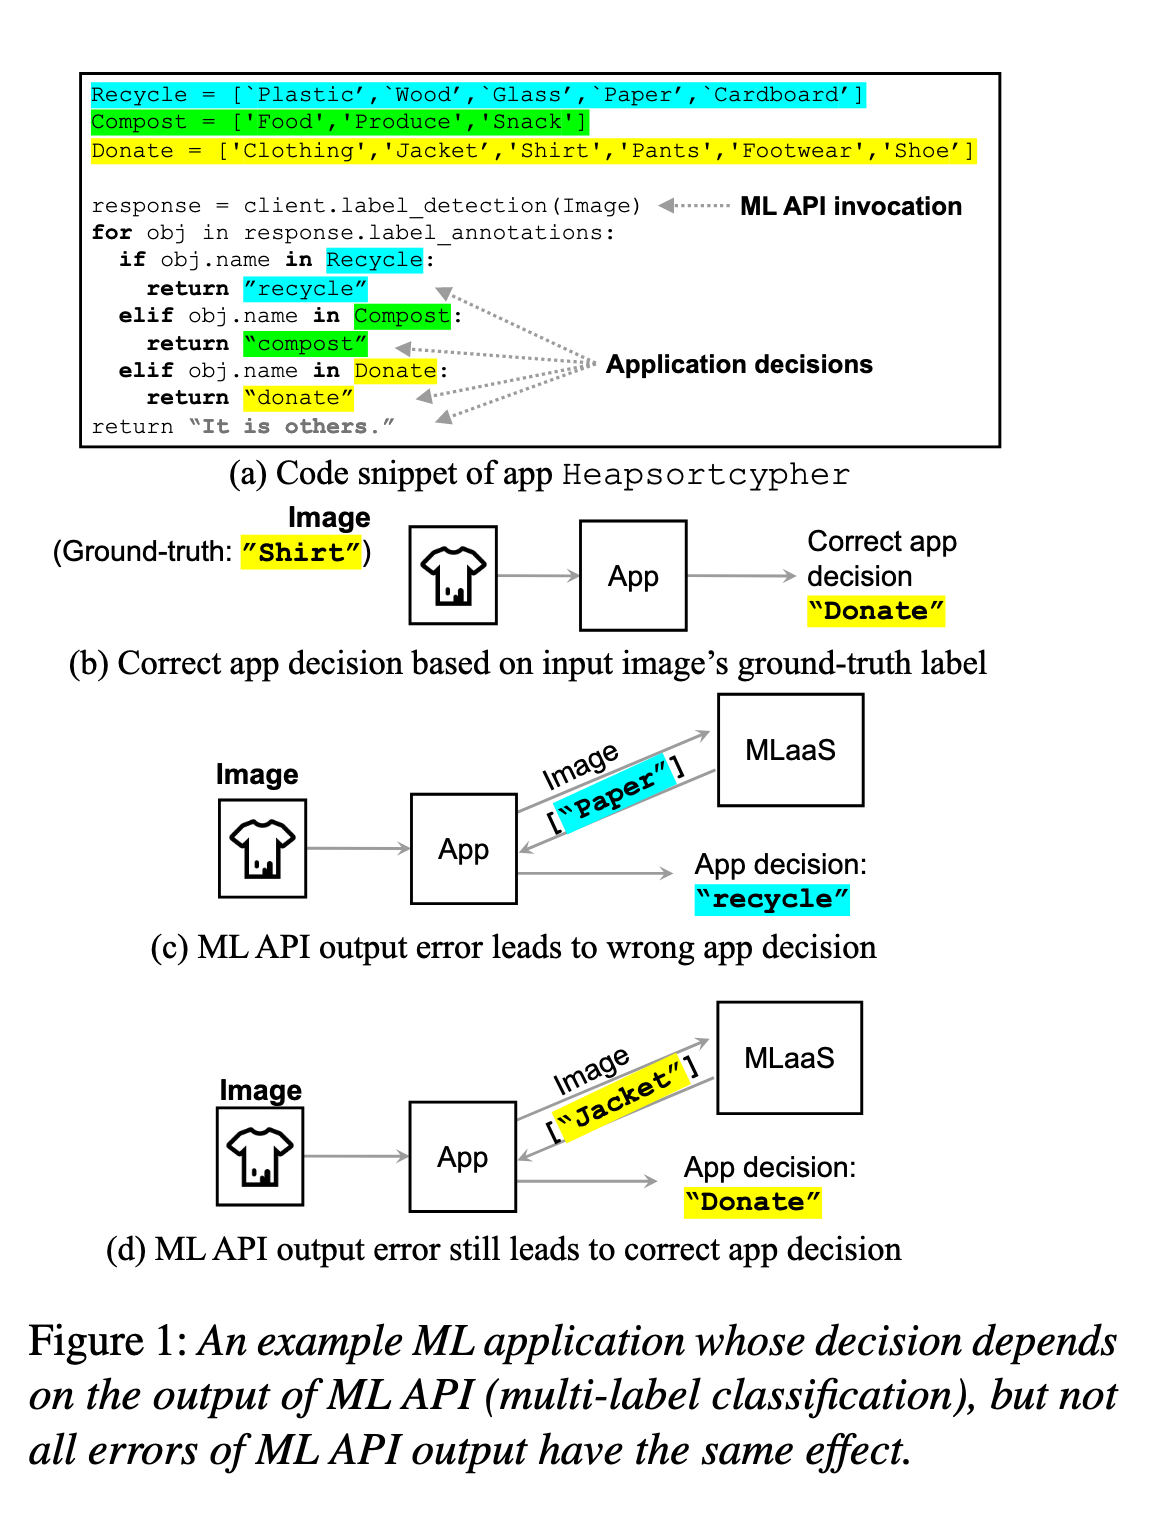 Recycle = [`Plastic’,`Wood’,`Glass’,`Paper’,`Cardboard’]
Compost = ['Food','Produce','Snack']
Donate = ['Clothing','Jacket’,'Shirt','Pants','Footwear','Shoe’]
response = client.label_detection(Image) ML API invocation
for obj in response.label_annotations:
if obj.name in Recycle:
return ”recycle”
elif obj.name in Compost:
return “compost”
elif obj.name in Donate: Application decisions
return “donate”
return “It is others.”
(a) Code snippet of app Heapsortcypher
Image
(Ground-truth: ”Shirt”)
App
Correct app
decision
“Donate”
(b) Correct app decision based on input image’s ground-truth label
Image
App
Image
[“Paper”]
MLaaS
App decision:
“recycle”
(c) ML API output error leads to wrong app decision
Image
App
Image
[“Jacket”]
MLaaS
App decision:
“Donate”
(d) ML API output error still leads to correct app decision
Figure 1: An example ML application whose decision depends
on the output of ML API (multi-label classification), but not
all errors of ML API output have the same effect.